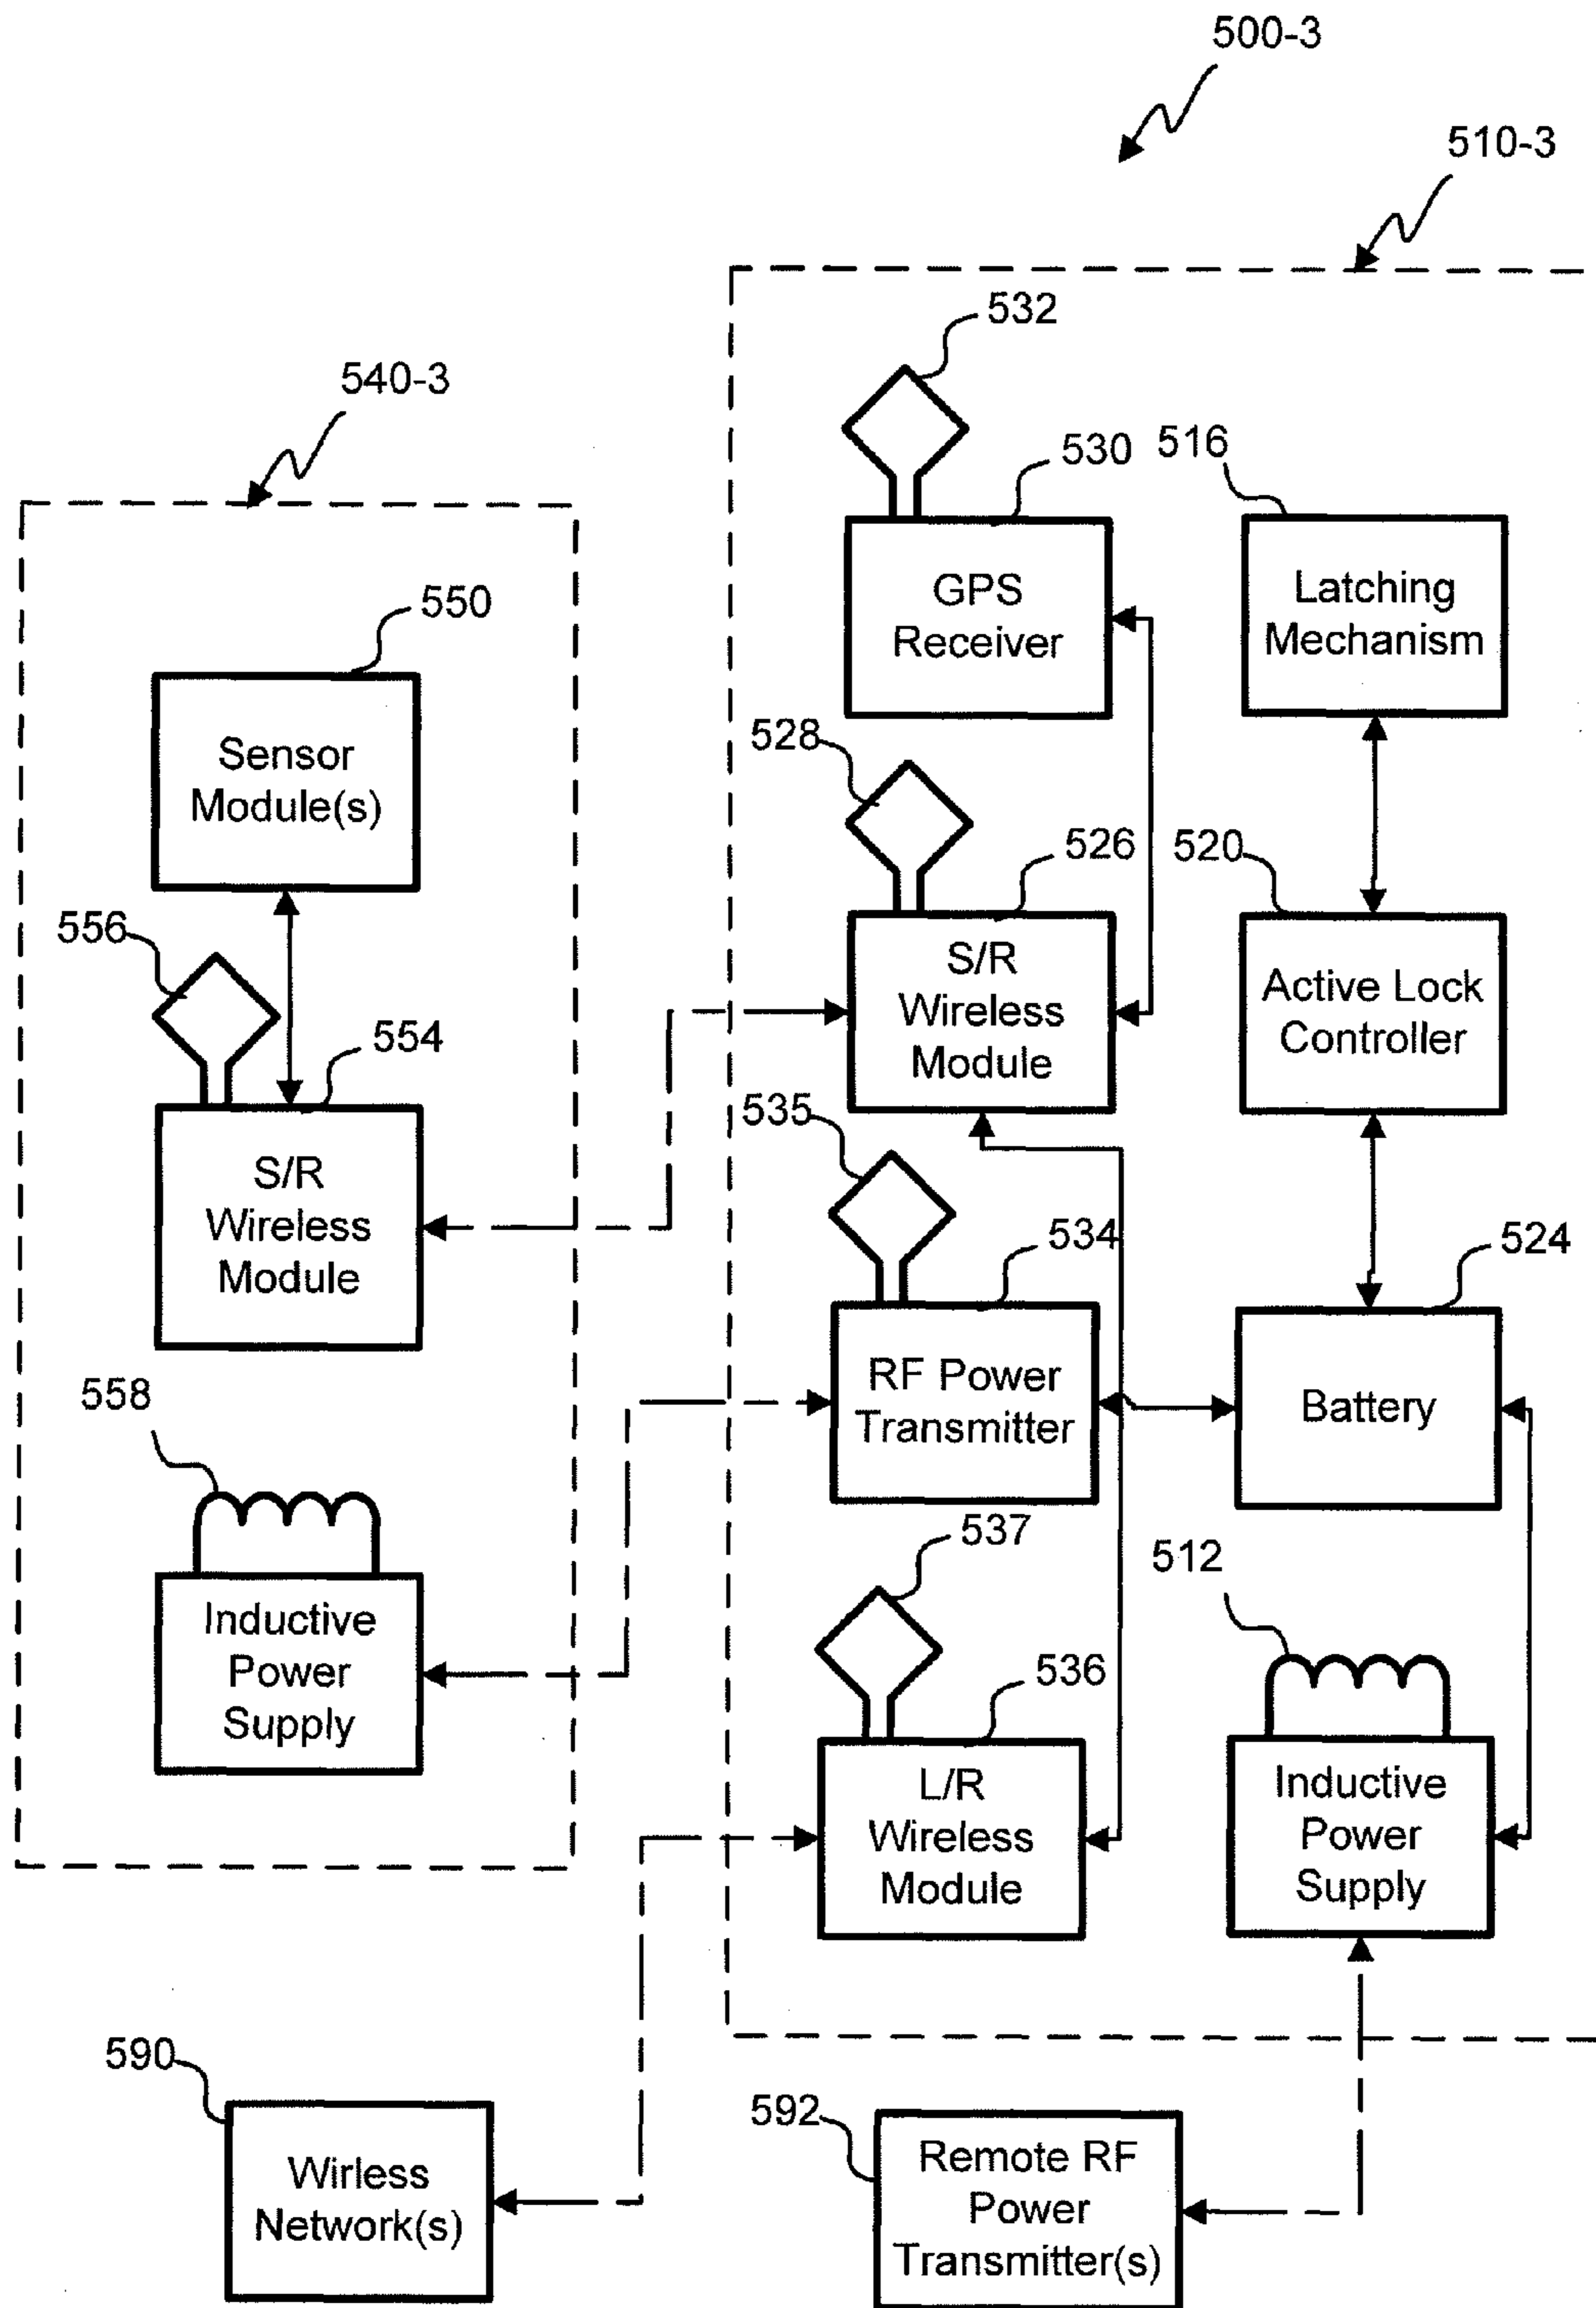 500-3
510-3
532
540-3
530
516
GPS
Receiver
Latching
Mechanism
550
528
Sensor
Module(s)
526
520
556
S/R
Wireless
Module
Active Lock
Controller
554
535
S/R
Wireless
Module
534
524
558
RF Power
Transmitter
Battery
537
512
Inductive
Power
Supply
536
L/R
Wireless
Module
Inductive
Power
Supply
590
592
Wirless
Network(s)
Remote RF
Power
Transmitter(s)